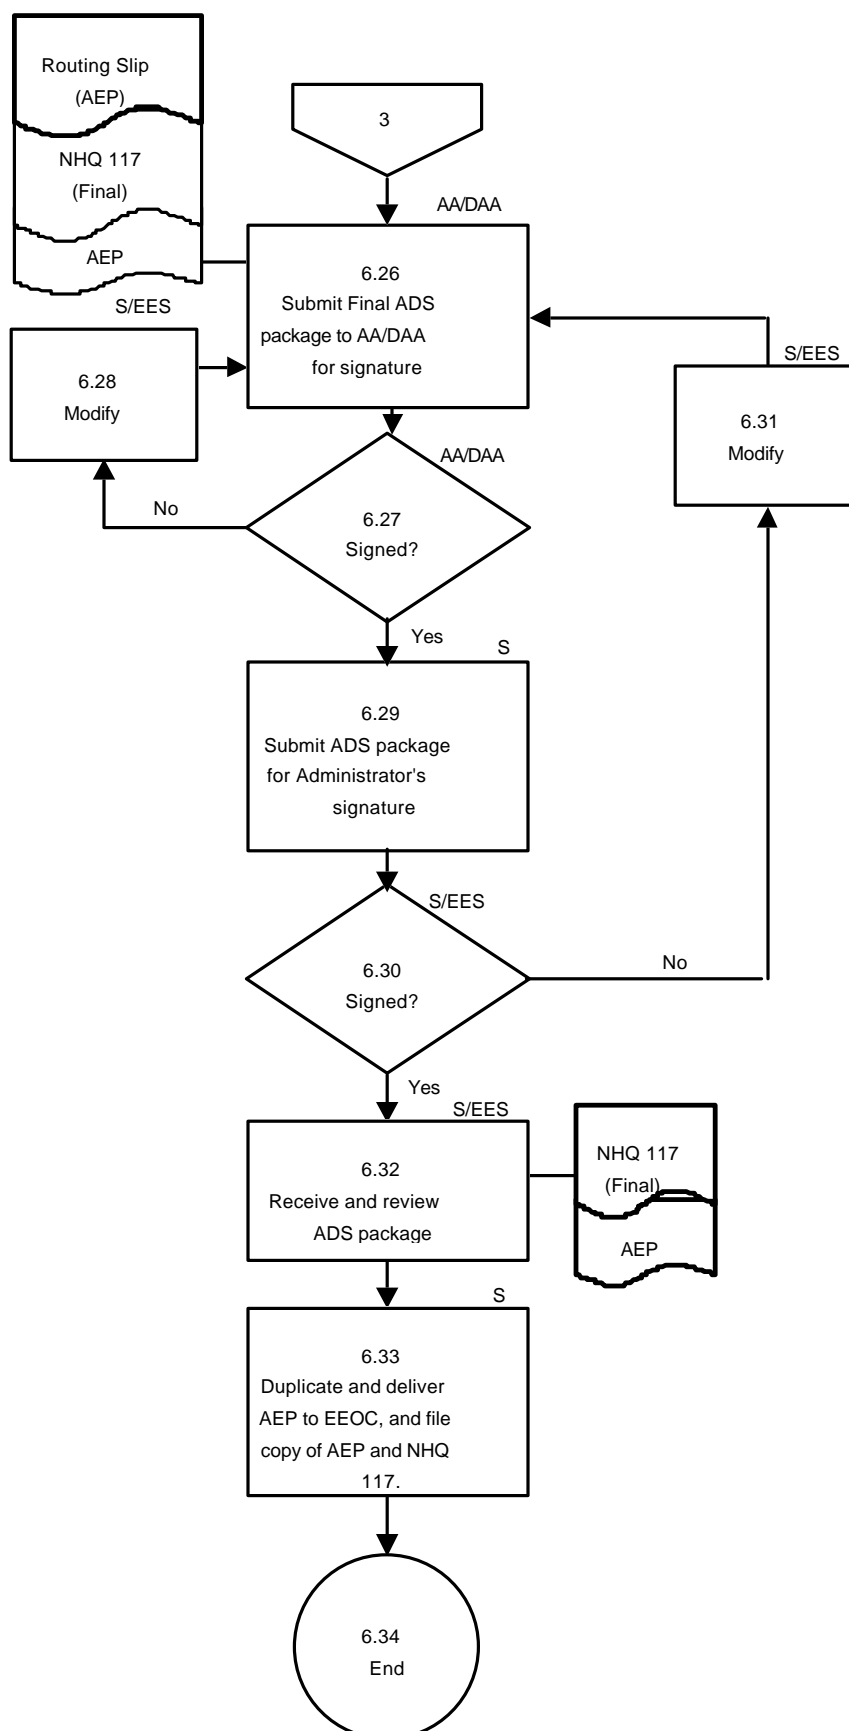 Routing Slip
(AEP)
NHQ 117
(Final)
AEP
3
AA/DAA
6.26
Submit Final ADS
package to AA/DAA
for signature
S/EES
6.28
Modify
S/EES
6.31
Modify
AA/DAA
6.27
Signed?
No
Yes
S
6.29
Submit ADS package
for Administrator's
signature
S/EES
6.30
Signed?
No
Yes
S/EES
6.32
Receive and review
ADS package
NHQ 117
(Final)
AEP
S
6.33
Duplicate and deliver
AEP to EEOC, and file
copy of AEP and NHQ
117.
6.34
End